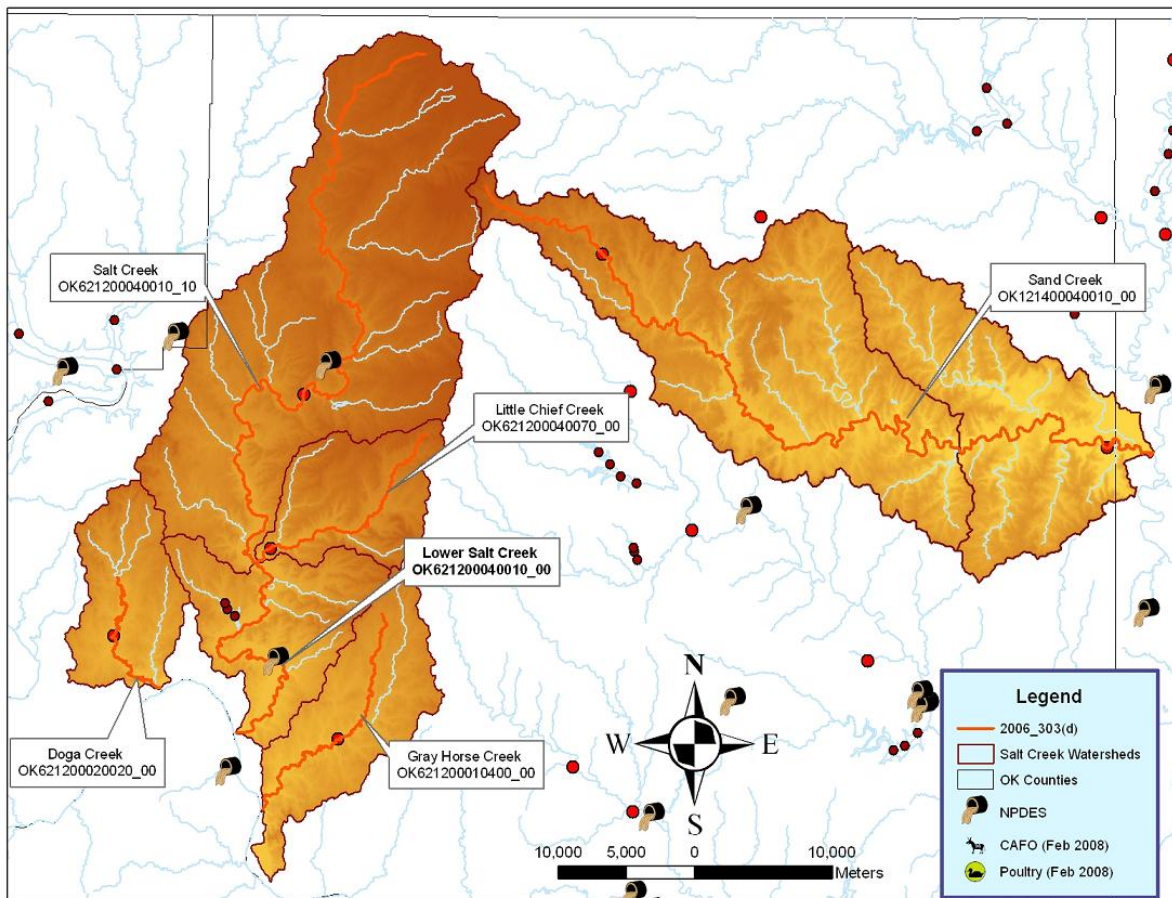 Salt Creek
OK621200040010_10
Sand Creek
OK121400040010_00
Little Chief Creek
OK621200040070_00
Lower Salt Creek
OK621200040010_00
Doga Creek
OK621200020020_00
Gray Horse Creek
OK621200010400_00
N
W
E
S
10,000
5,000
0
10,000
Meters
Legend
2006_303(d)
Salt Creek Watersheds
OK Counties
NPDES
CAFO (Feb 2008)
Poultry (Feb 2008)